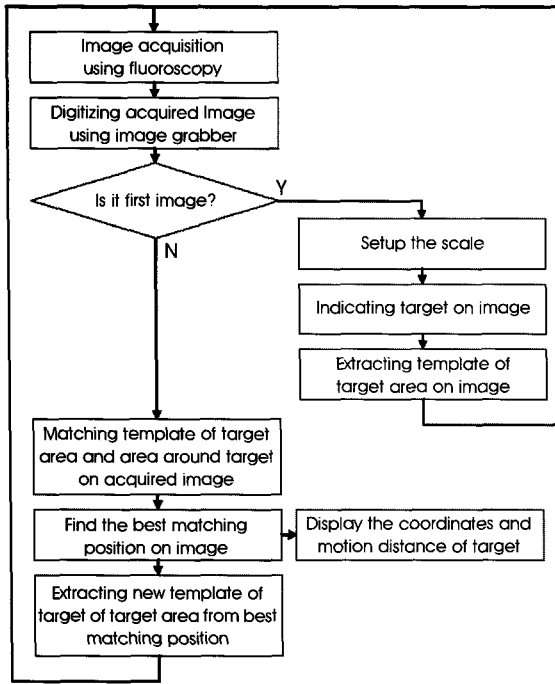 Image acquisition
using fluoroscopy
Digitizing acquired Image
using image grabber
Is it first image?
Y
N
Setup the scale
Indicating target on image
Extracting template of
target area on image
Matching template of target
area and area around target
on acquired image
Find the best matching
position on image
Display the coordinates and
motion distance of target
Extracting new template of
target of target area from best
matching position